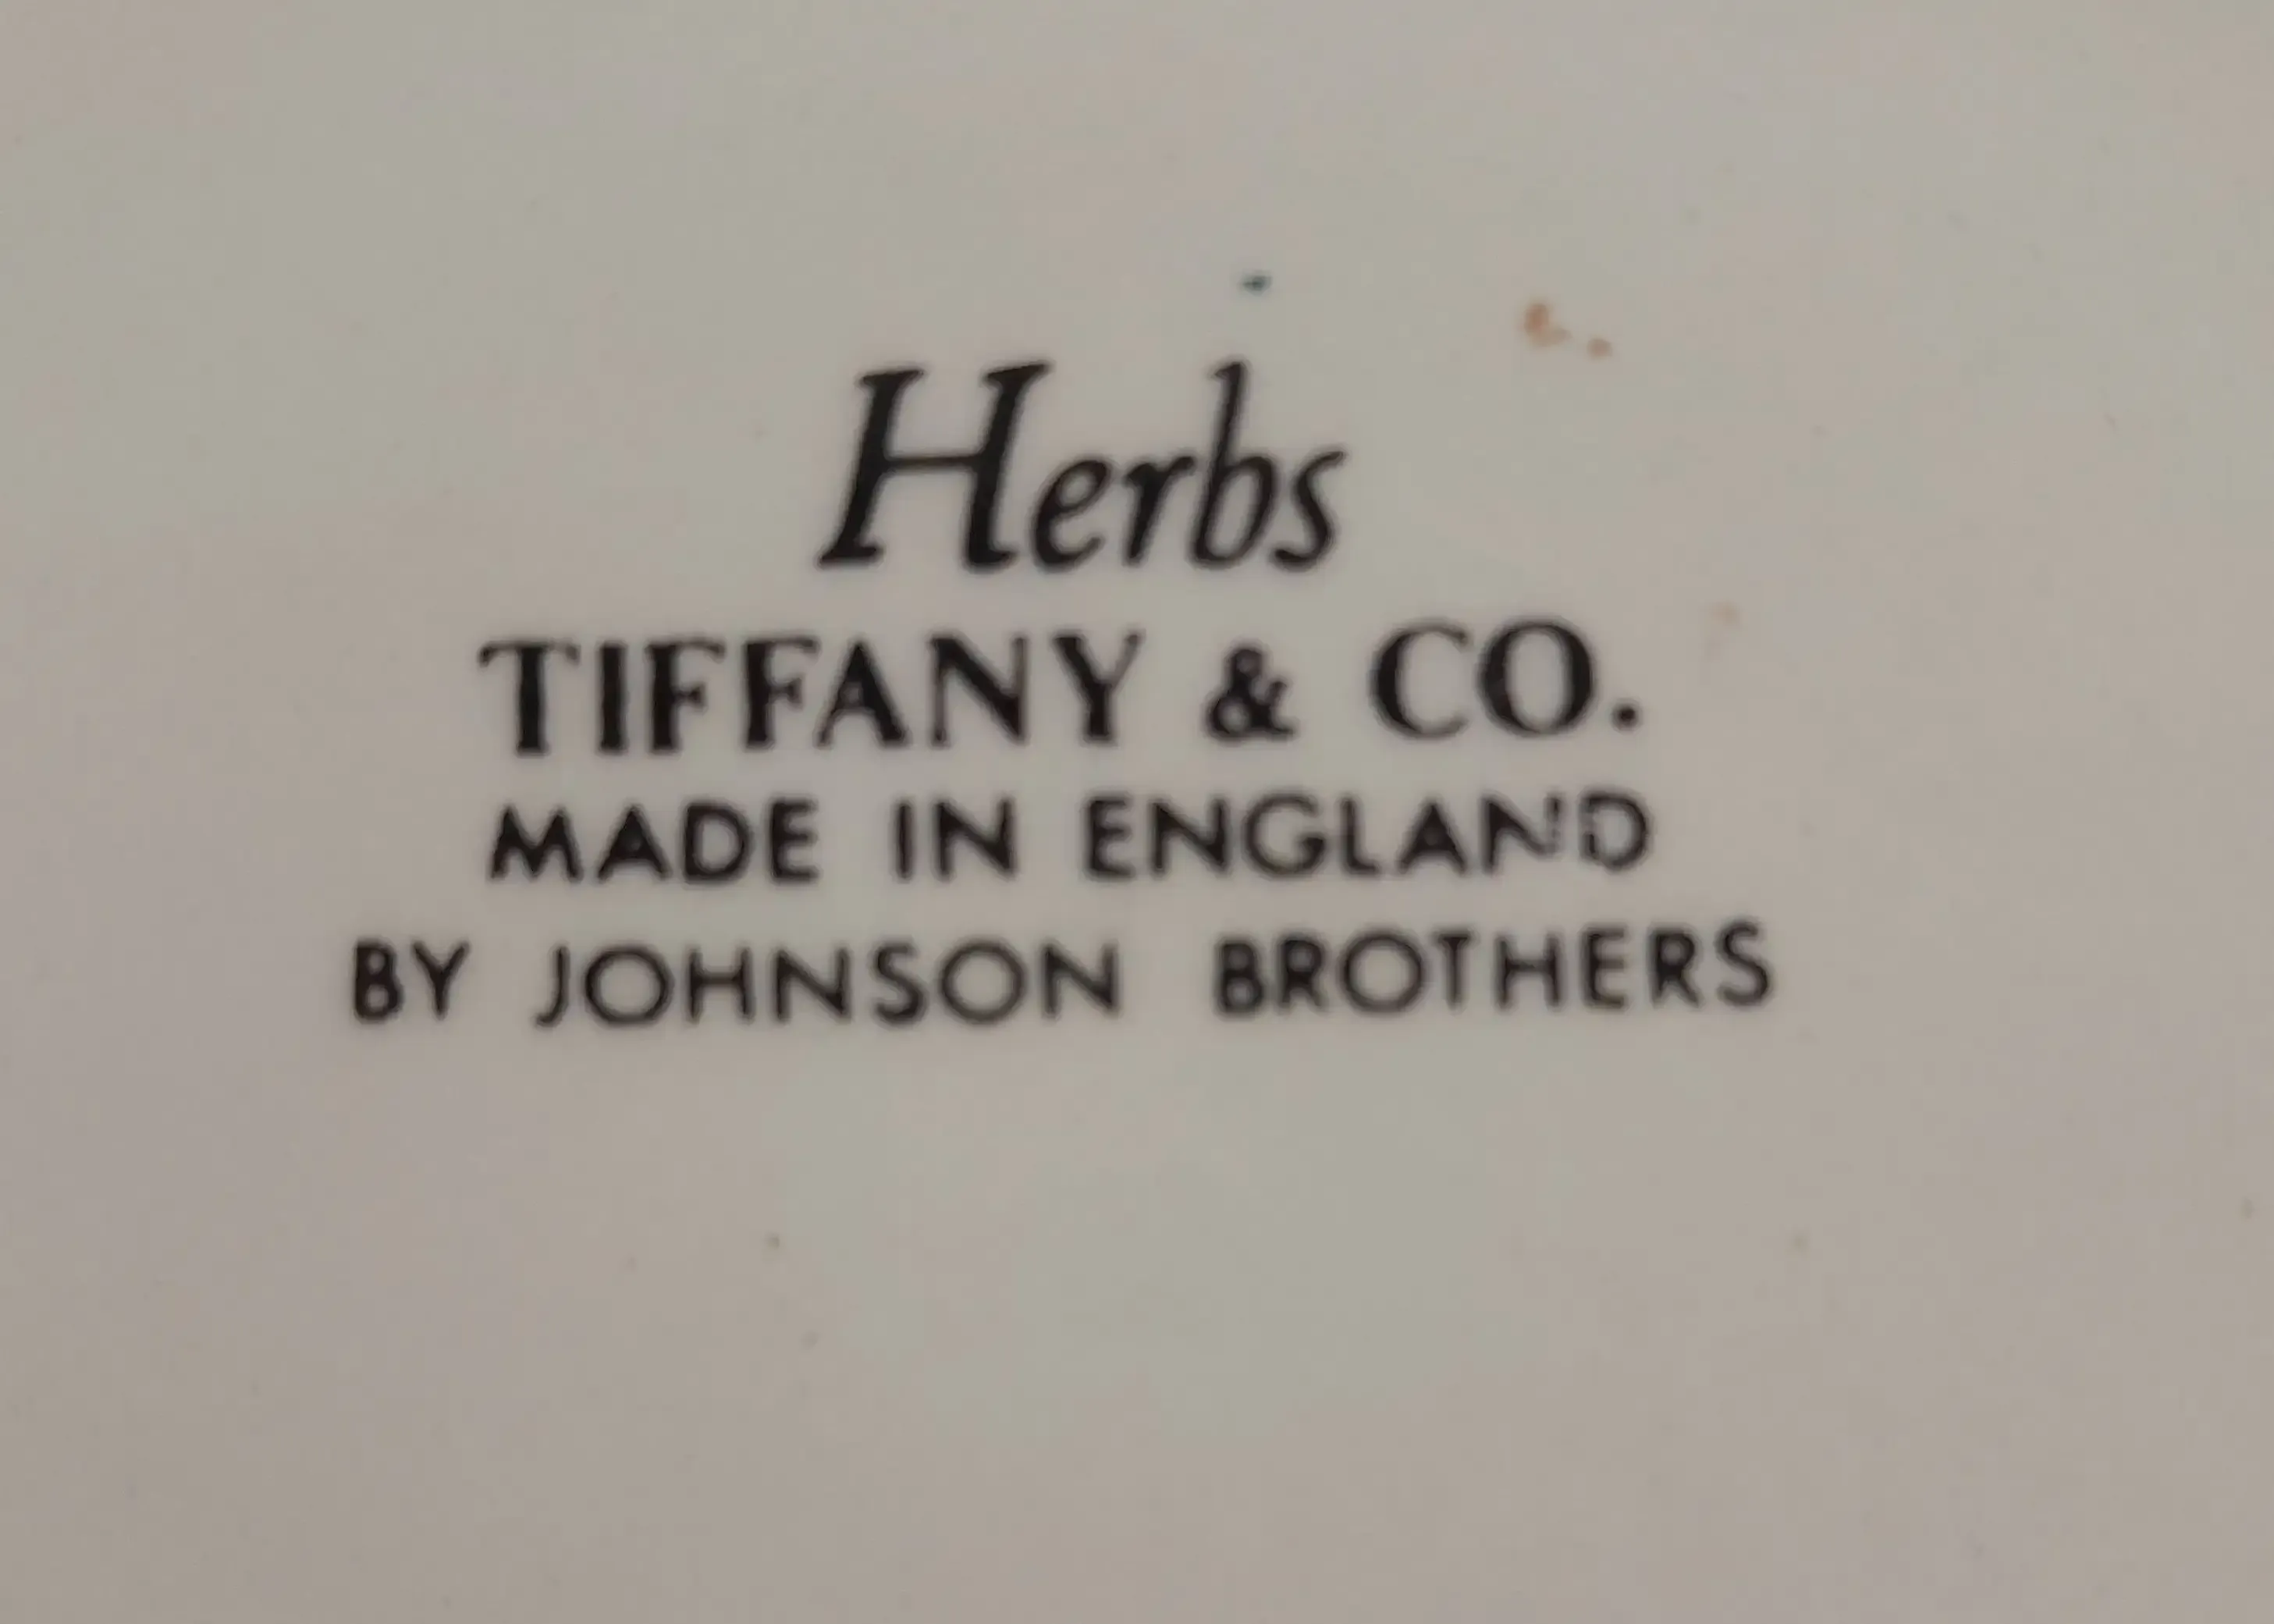 Herbs
TIFFANY & CO.
MADE IN ENGLAND
BY JOHNSON BROTHERS